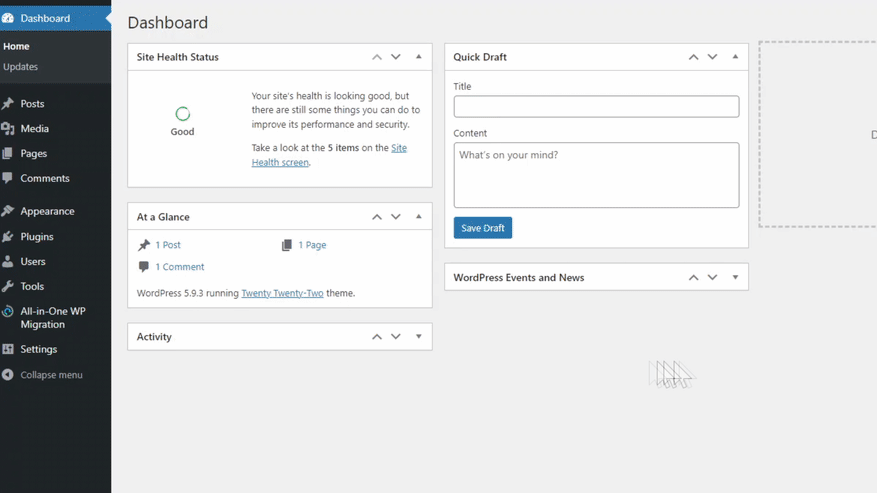 Dashboard
Home
Updates
Posts
Media
Pages
Comments
Appearance
Plugins
Users
Tools
All-in-One WP
Migration
Settings
Collapse menu
Dashboard
Site Health Status
Good
Your site's health is looking good, but
there are still some things you can do to
improve its performance and security.
Take a look at the 5 items on the Site
Health screen.
At a Glance
1 Post
1 Page
1 Comment
WordPress 5.9.3 running Twenty Twenty-Two theme.
Activity
Quick Draft
Title
Content
What's on your mind?
Save Draft
WordPress Events and News